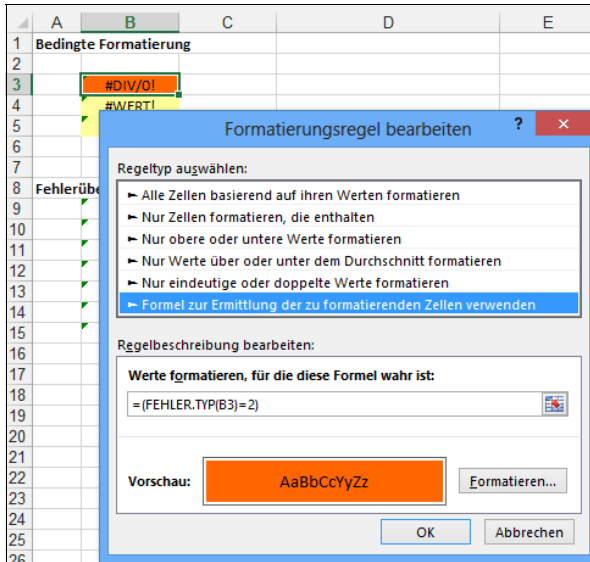 A B C D E
1 Bedingte Formatierung
2
3 #DIV/0!
4 #WERT!
5
Formatierungsregel bearbeiten ? ×
6
7 Regeltyp auswählen:
8 Fehlerübe
► Alle Zellen basierend auf ihren Werten formatieren
9
► Nur Zellen formatieren, die enthalten
10
► Nur obere oder untere Werte formatieren
11
► Nur Werte über oder unter dem Durchschnitt formatieren
12
► Nur eindeutige oder doppelte Werte formatieren
13
► Formel zur Ermittlung der zu formatierenden Zellen verwenden
14
15
Regelbeschreibung bearbeiten:
16
17 Werte formatieren, für die diese Formel wahr ist:
18
=(FEHLER.TYP(B3)=2)
19
20
21
22 Vorschau: AaBbCcYyZz Formatieren...
23
24
OK Abbrechen
25
26